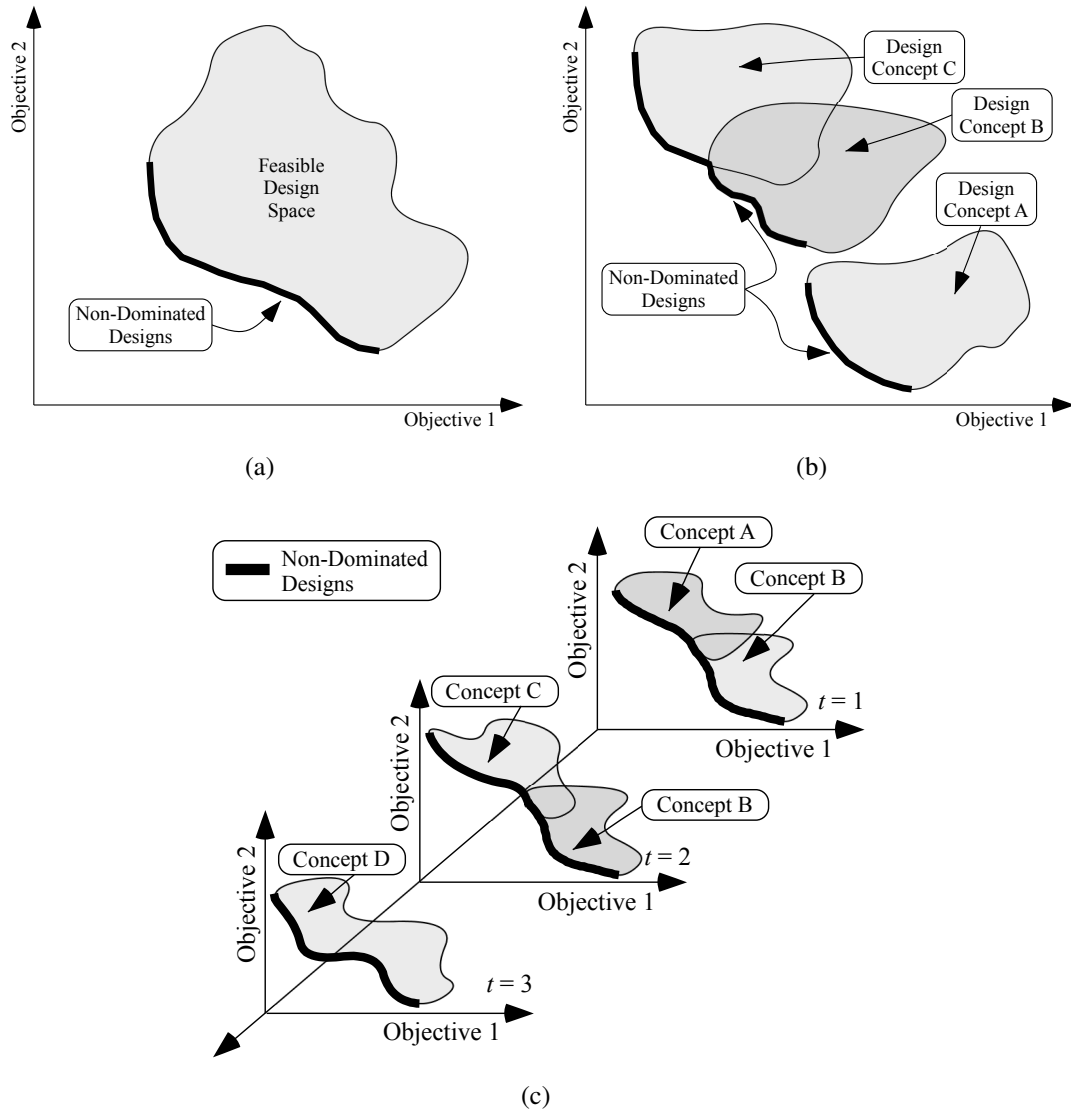 Objective 2
Feasible
Design
Space
Non-Dominated
Designs
Objective 1
(a)
Objective 2
Design
Concept C
Design
Concept B
Design
Concept A
Non-Dominated
Designs
Objective 1
(b)
Non-Dominated
Designs
Objective 2
Concept A
Concept B
t = 1
Objective 1
Objective 2
Concept C
Concept B
t = 2
Objective 1
Objective 2
Concept D
t = 3
Objective 1
(c)